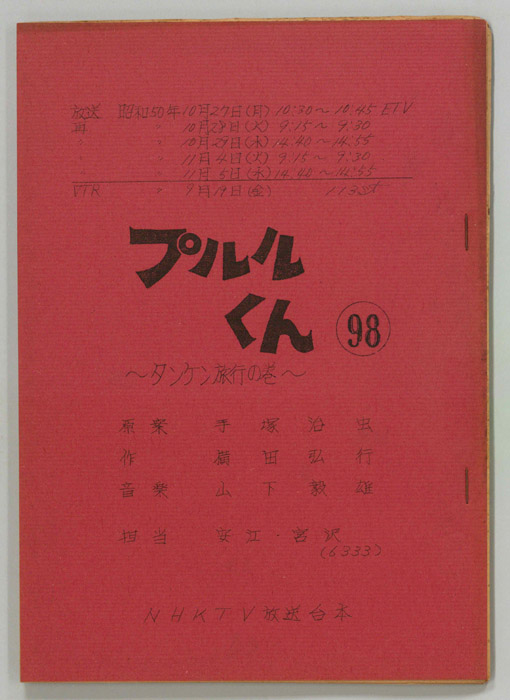 放送 昭和50年10月27日(月) 10:30～10:45 ETV
再 〃 10月28日(火) 9:15～9:30
〃 〃 10月29日(水) 14:40～14:55
〃 〃 11月4日(火) 9:15～9:30
〃 〃 11月5日(水) 14:40～14:55
VTR 〃 9月19日(金) 113st
プルル
くん 98
～タンケン旅行の巻～
原案 手塚治虫
作 横田弘行
音楽 山下毅雄
担当 安江・宮沢
(6333)
NHKTV放送台本